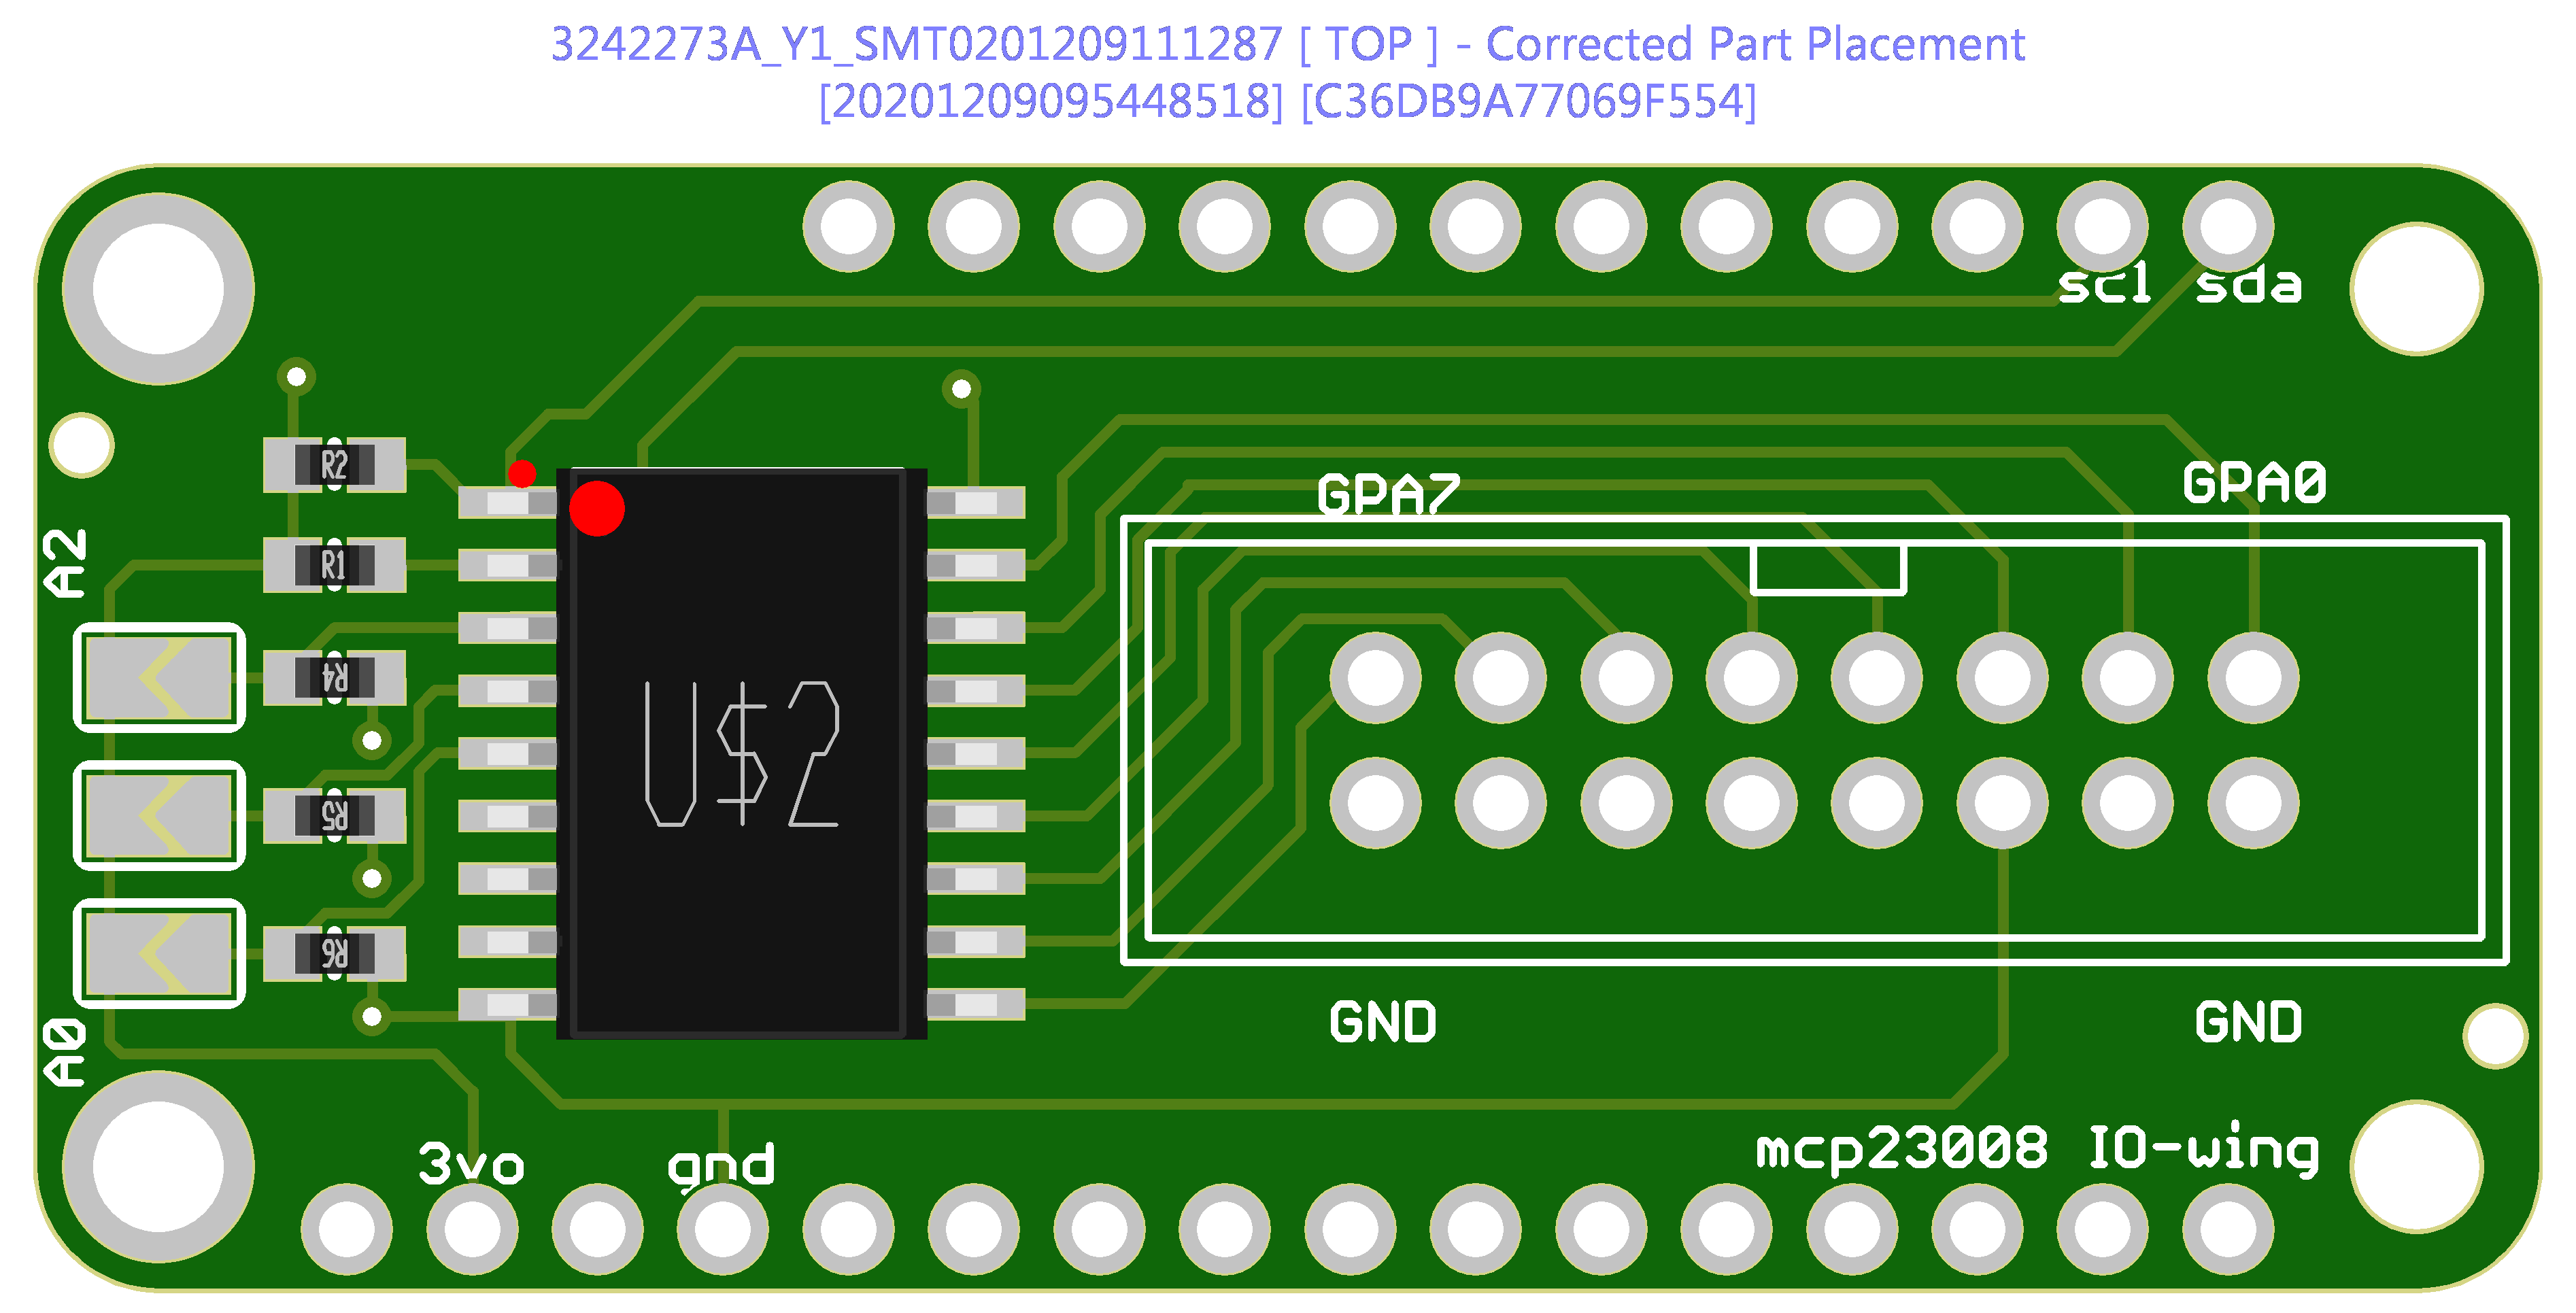 3242273A_Y1_SMT0201209111287 [ TOP ] - Corrected Part Placement
[20201209095448518] [C36DB9A77069F554]
scl sda
R2
GPA7 GPA0
A2
R1
R4
U$2
R5
R6
A0
GND GND
3vo gnd
mcp23008 IO-wing